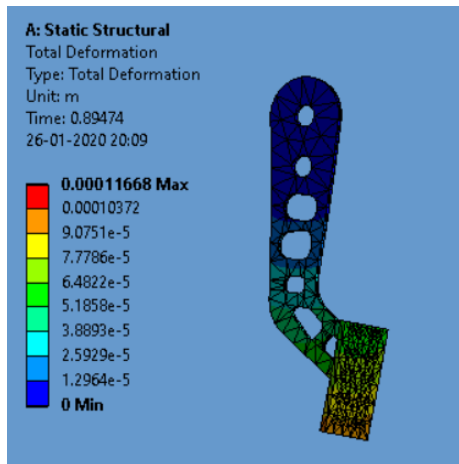 A: Static Structural
Total Deformation
Type: Total Deformation
Unit: m
Time: 0.89474
26-01-2020 20:09
0.00011668 Max
0.00010372
9.0751e-5
7.7786e-5
6.4822e-5
5.1858e-5
3.8893e-5
2.5929e-5
1.2964e-5
0 Min